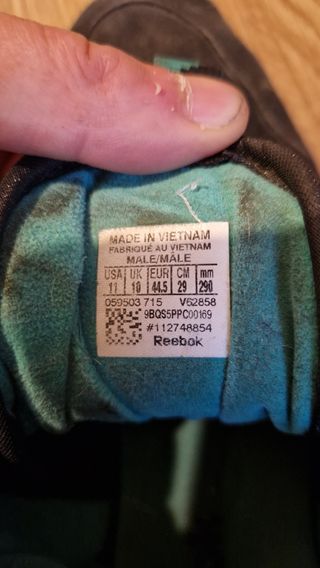 MADE IN VIETNAM
FABRIQUÉ AU VIETNAM
MALE/MÂLE
USA UK EUR CM mm
11 10 44.5 29 290
059503 715 V62858
9BQS5PPC00169
#112748854
Reebok